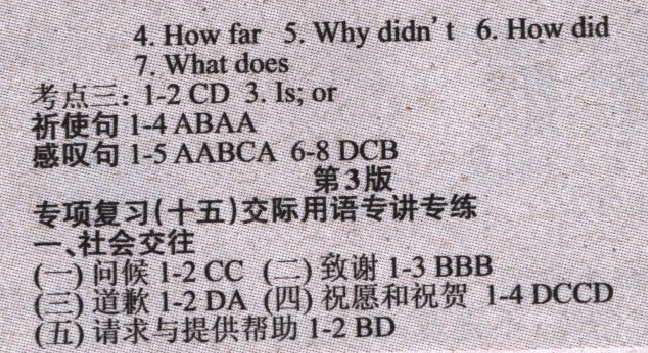 4. How far 5. Why didn't 6. How did
7. What does
考点三: 1-2 CD 3. Is; or
祈使句 1-4 ABAA
感叹句 1-5 AABCA 6-8 DCB
第3版
专项复习(十五)交际用语专讲专练
一、社会交往
(一) 问候 1-2 CC (二) 致谢 1-3 BBB
(三) 道歉 1-2 DA (四) 祝愿和祝贺 1-4 DCCD
(五) 请求与提供帮助 1-2 BD